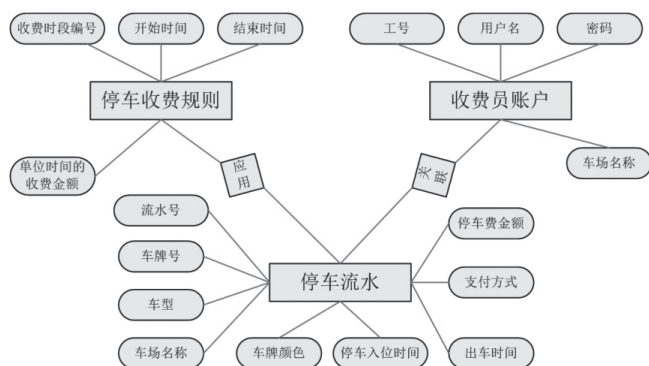 收费时段编号
开始时间
结束时间
工号
用户名
密码
停车收费规则
收费员账户
单位时间的
收费金额
应
用
关
联
车场名称
流水号
停车费金额
车牌号
停车流水
支付方式
车型
车场名称
车牌颜色
停车入位时间
出车时间